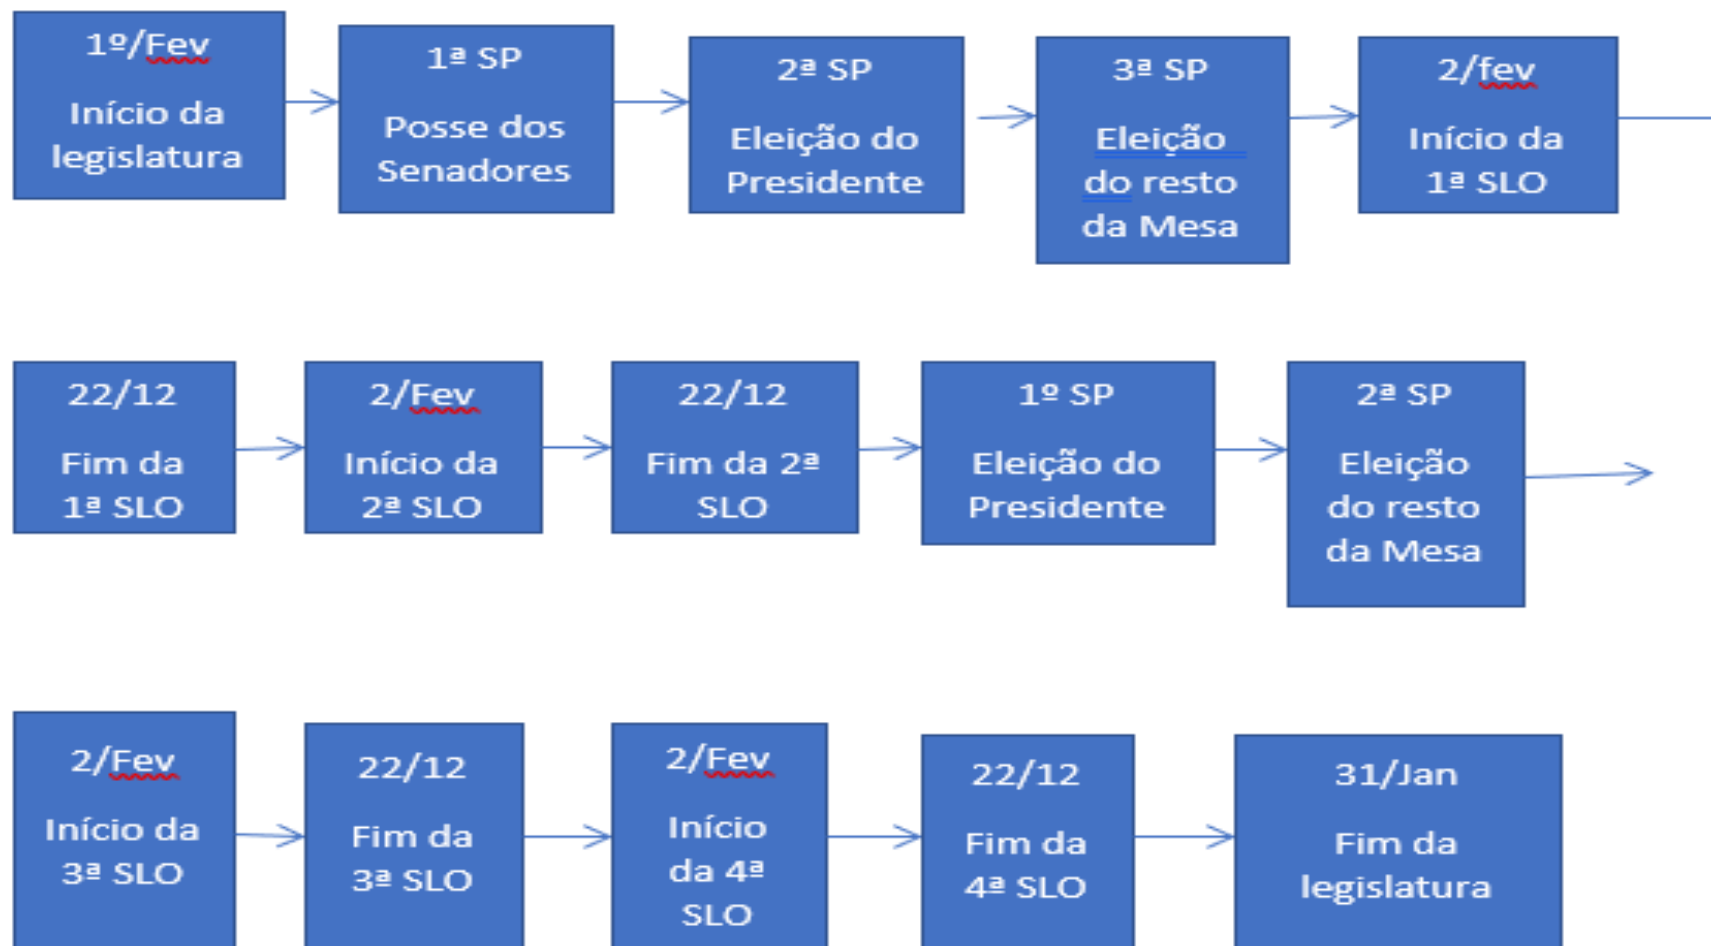 1º/Fev
Início da
legislatura
1ª SP
Posse dos
Senadores
2ª SP
Eleição do
Presidente
3ª SP
Eleição
do resto
da Mesa
2/fev
Início da
1ª SLO
22/12
Fim da
1ª SLO
2/Fev
Início da
2ª SLO
22/12
Fim da 2ª
SLO
1º SP
Eleição do
Presidente
2ª SP
Eleição
do resto
da Mesa
2/Fev
Início da
3ª SLO
22/12
Fim da
3ª SLO
2/Fev
Início
da 4ª
SLO
22/12
Fim da
4ª SLO
31/Jan
Fim da
legislatura